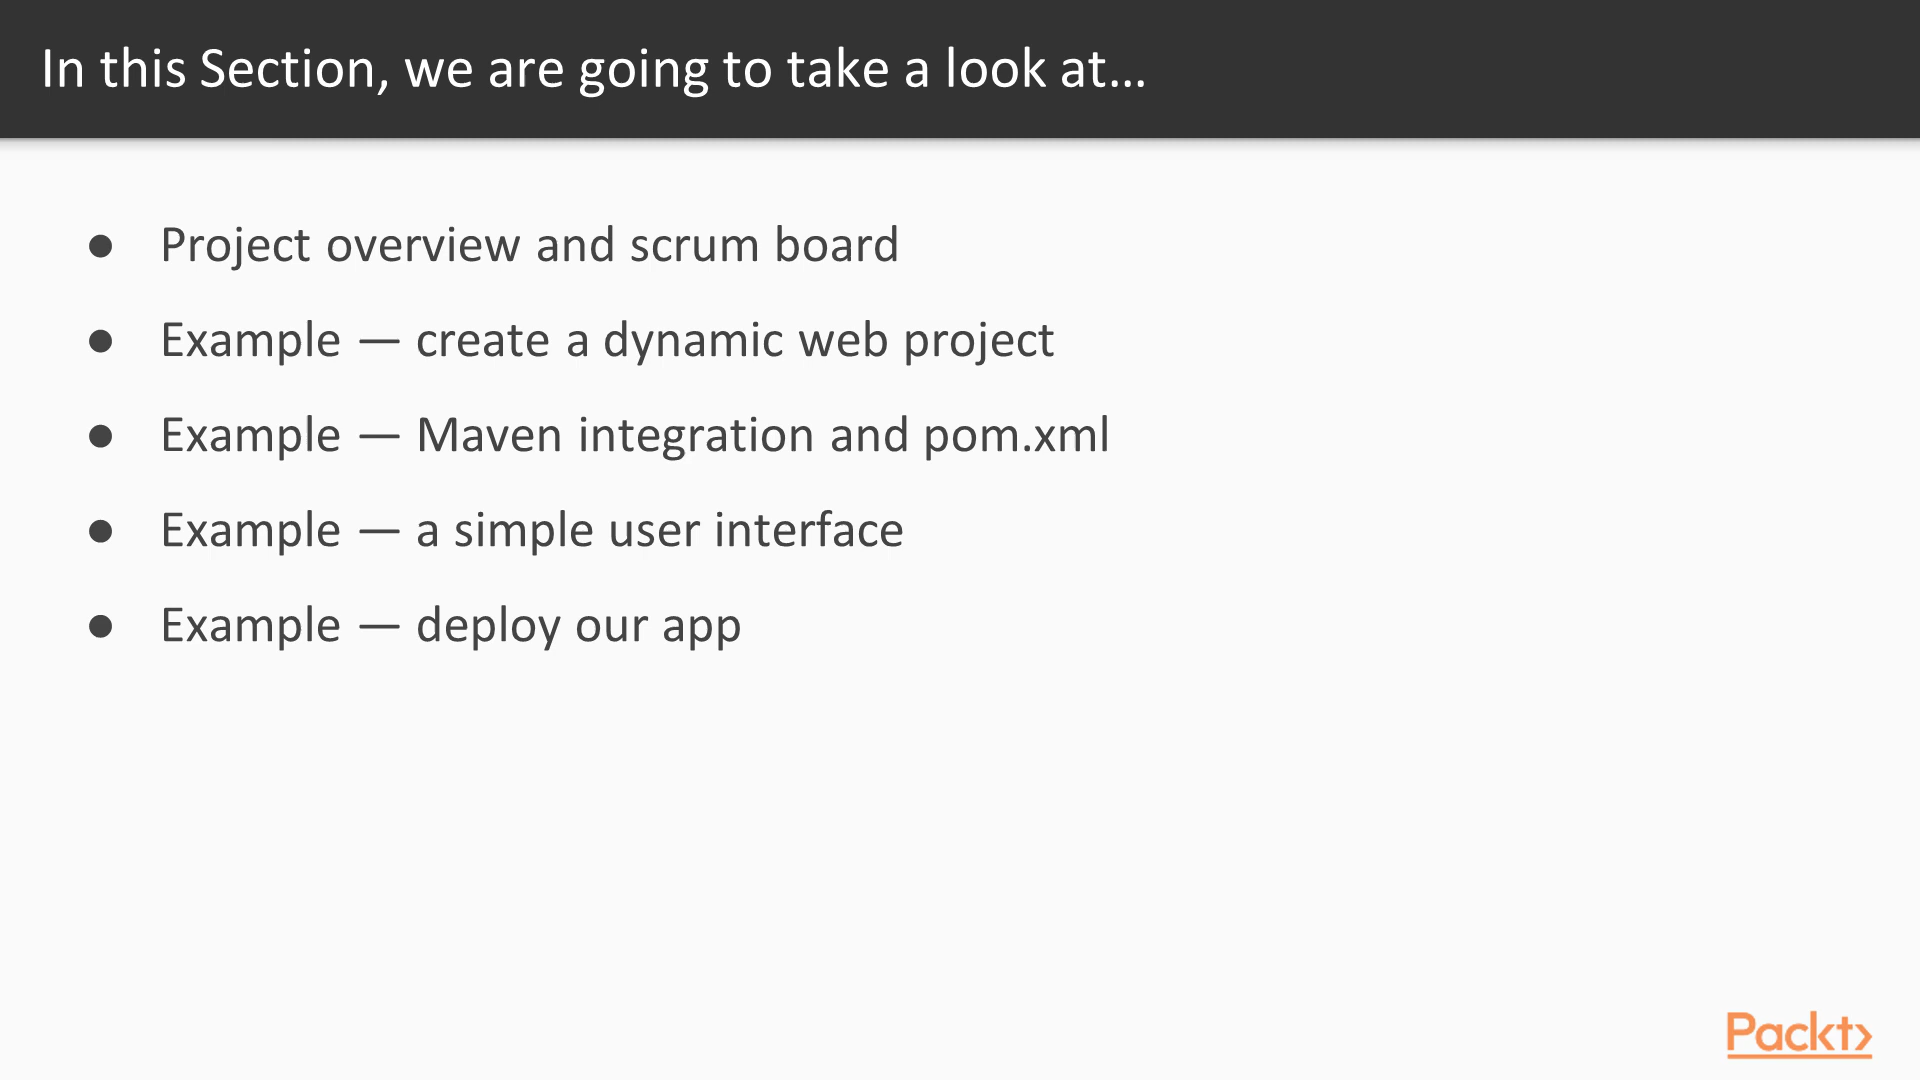 In this Section, we are going to take a look at...
● Project overview and scrum board
● Example — create a dynamic web project
● Example — Maven integration and pom.xml
● Example — a simple user interface
● Example — deploy our app
Packt>